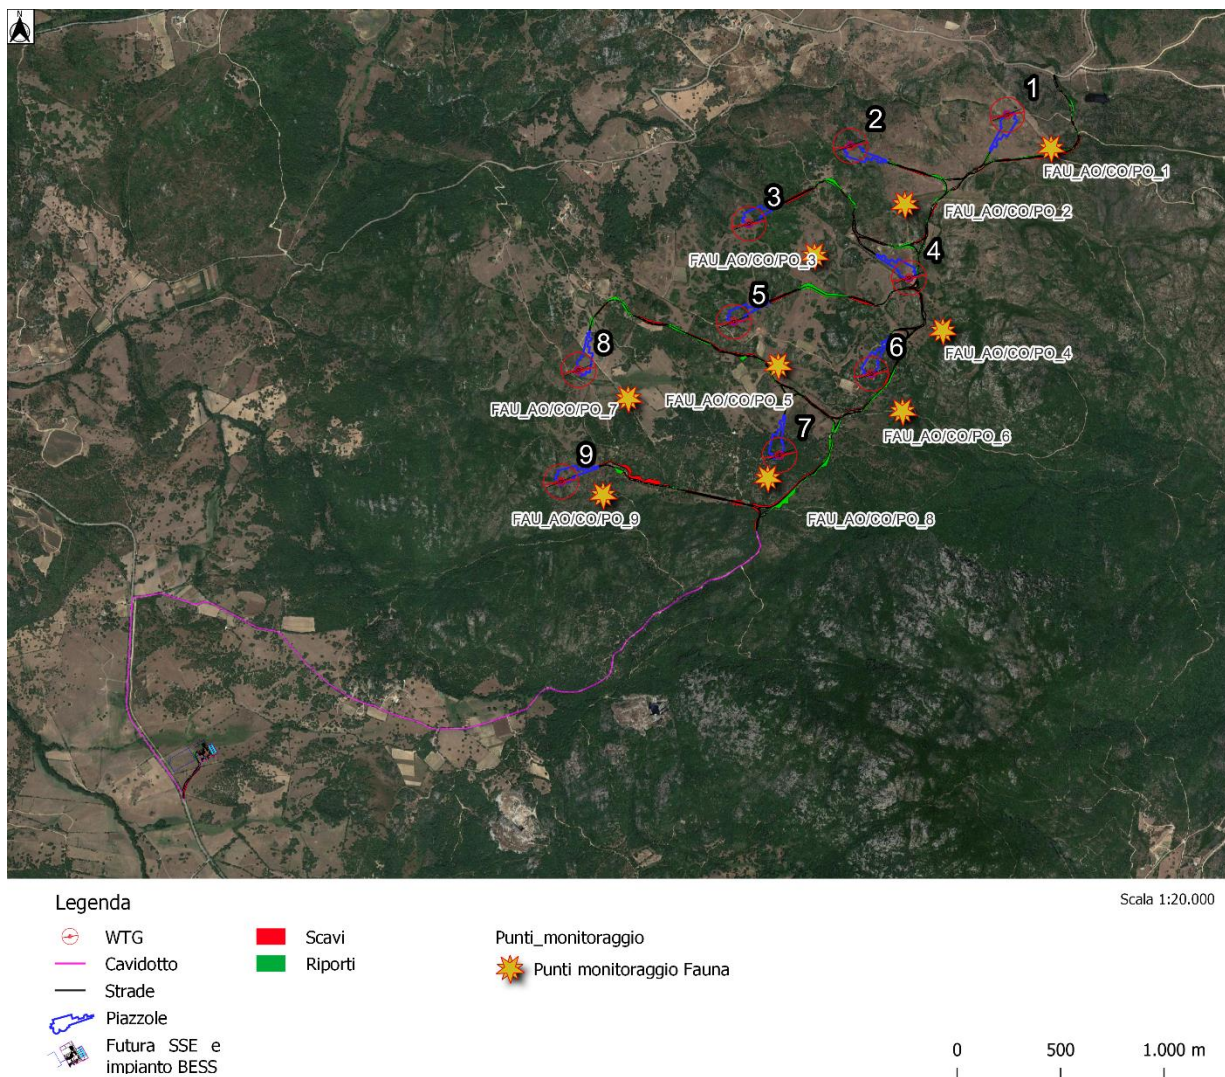 N
1
2
FAU_AO/CO/PO_1
3
FAU_AO/CO/PO_2
4
FAU_AO/CO/PO_3
5
FAU_AO/CO/PO_4
8
6
FAU_AO/CO/PO_5
FAU_AO/CO/PO_7
7
FAU_AO/CO/PO_6
9
FAU_AO/CO/PO_9
FAU_AO/CO/PO_8
Legenda
Scala 1:20.000
WTG
Cavidotto
Strade
Piazzole
Futura SSE e
impianto BESS
Scavi
Riporti
Punti_monitoraggio
Punti monitoraggio Fauna
0 500 1.000 m